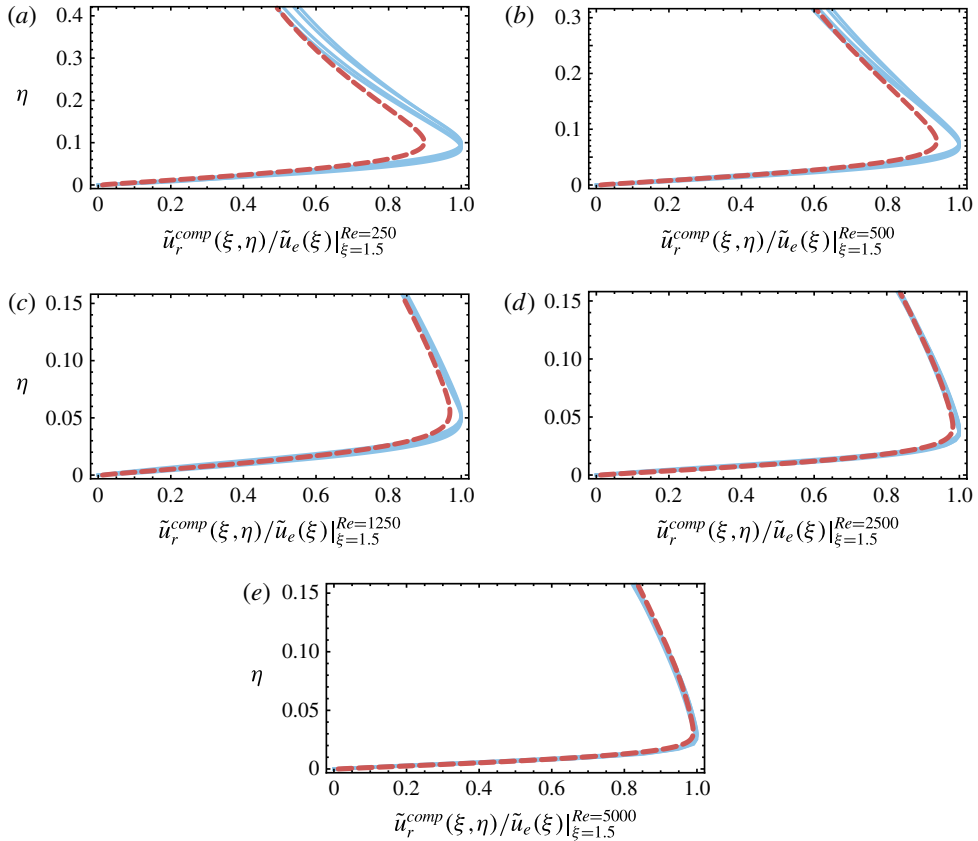 (a)
0.4
0.3
η 0.2
0.1
0
0 0.2 0.4 0.6 0.8 1.0
ũ_r^{comp}(ξ, η)/ũ_e(ξ)|_{ξ=1.5}^{Re=250}
(b)
0.3
0.2
0.1
0
0 0.2 0.4 0.6 0.8 1.0
ũ_r^{comp}(ξ, η)/ũ_e(ξ)|_{ξ=1.5}^{Re=500}
(c)
0.15
η 0.10
0.05
0
0 0.2 0.4 0.6 0.8 1.0
ũ_r^{comp}(ξ, η)/ũ_e(ξ)|_{ξ=1.5}^{Re=1250}
(d)
0.15
0.10
0.05
0
0 0.2 0.4 0.6 0.8 1.0
ũ_r^{comp}(ξ, η)/ũ_e(ξ)|_{ξ=1.5}^{Re=2500}
(e)
0.15
η 0.10
0.05
0
0 0.2 0.4 0.6 0.8 1.0
ũ_r^{comp}(ξ, η)/ũ_e(ξ)|_{ξ=1.5}^{Re=5000}